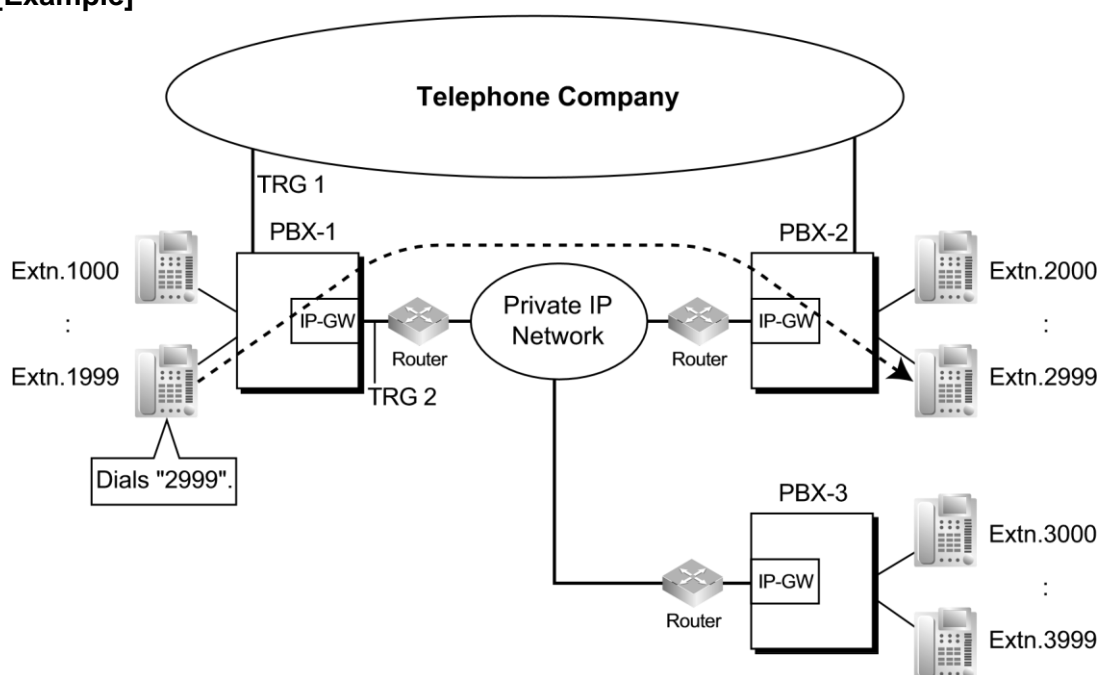 [Example]
Telephone Company
TRG 1
PBX-1
PBX-2
Extn.1000
:
Extn.1999
IP-GW
Router
TRG 2
Private IP
Network
Router
IP-GW
Extn.2000
:
Extn.2999
Dials "2999".
PBX-3
Router
IP-GW
Extn.3000
:
Extn.3999